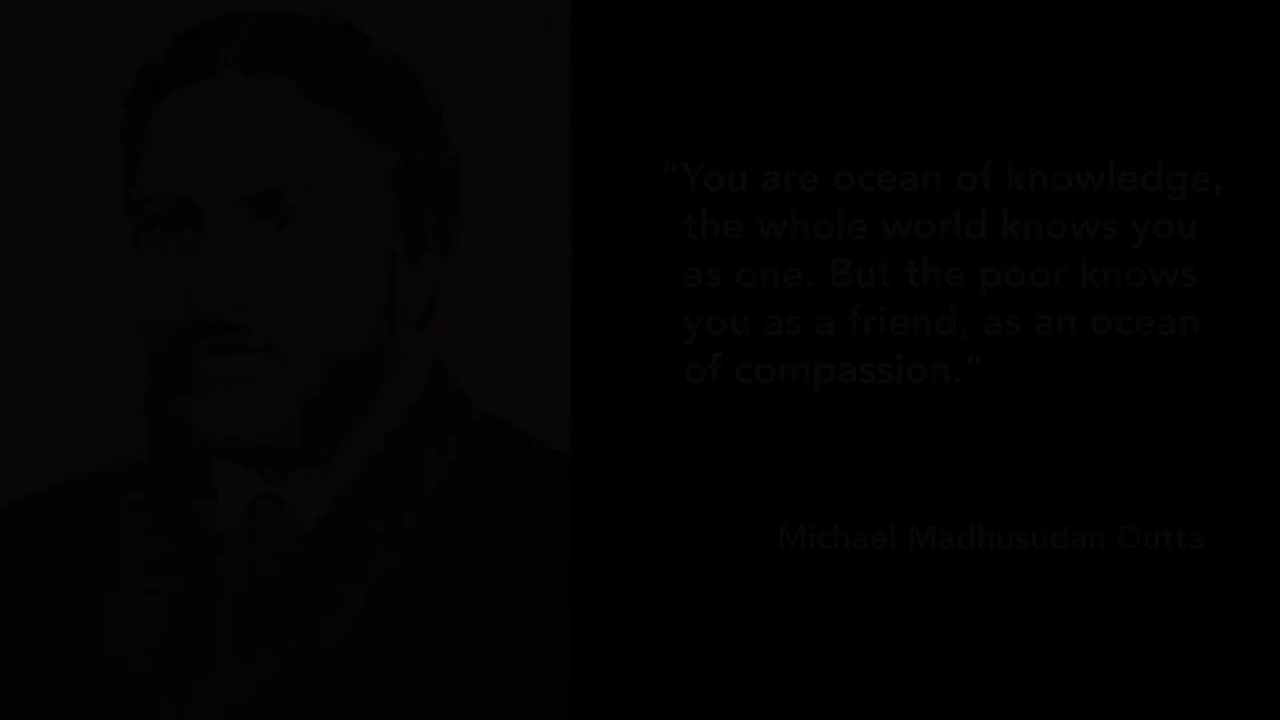 "You are ocean of knowledge,
the whole world knows you
as one. But the poor knows
you as a friend, as an ocean
of compassion."
Michael Madhusudan Dutta